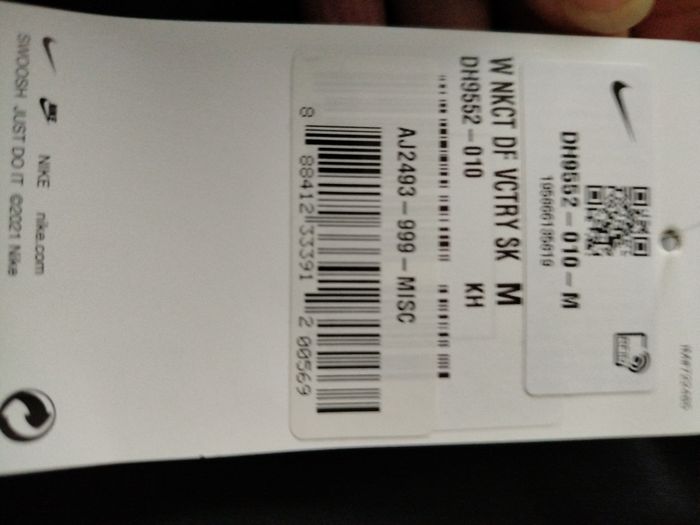 DH9552-010-M
195866135819
W NKCT DF VCTRY SK M
DH9552-010 KH
AJ2493-999-MISC
8 88412 33391 2 00569
NIKE nike.com
SWOOSH JUST DO IT ©2021 Nike